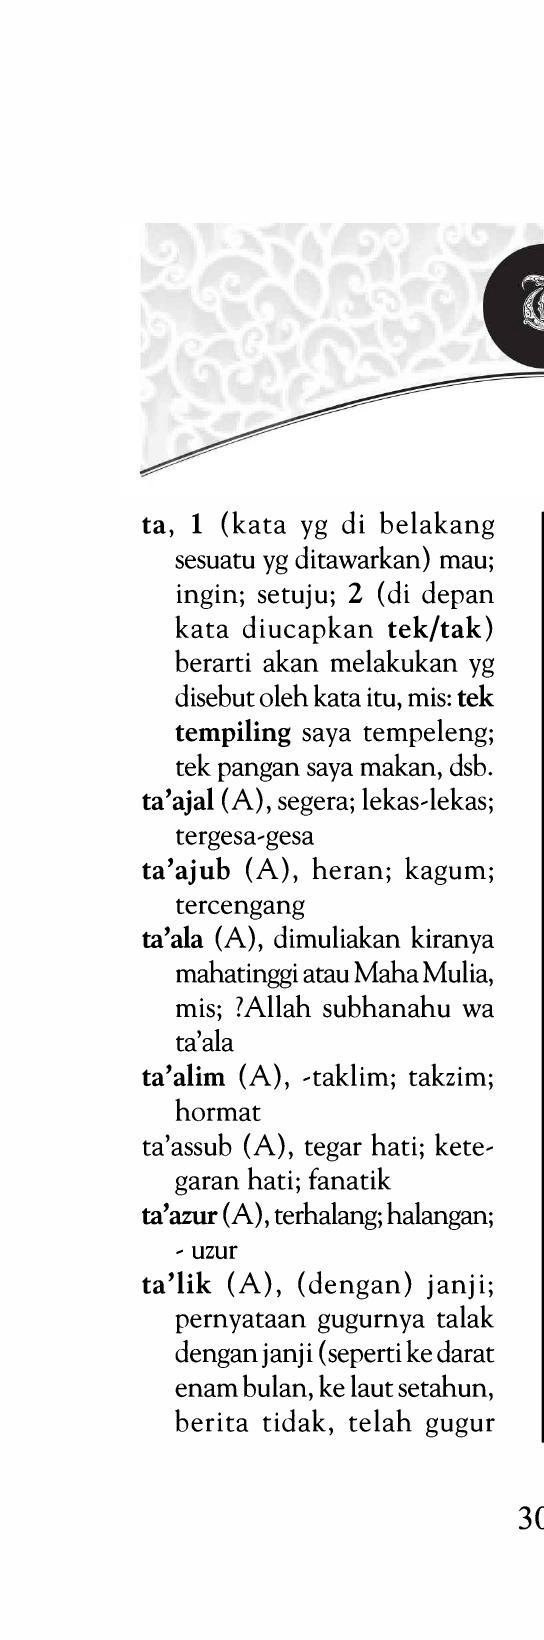 ta, 1 (kata yg di belakang
sesuatu yg ditawarkan) mau;
ingin; setuju; 2 (di depan
kata diucapkan tek/tak)
berarti akan melakukan yg
disebut oleh kata itu, mis: tek
tempiling saya tempeleng;
tek pangan saya makan, dsb.
ta’ajal (A), segera; lekas-lekas;
tergesa-gesa
ta’ajub (A), heran; kagum;
tercengang
ta’ala (A), dimuliakan kiranya
mahatinggi atau Maha Mulia,
mis; ?Allah subhanahu wa
ta’ala
ta’alim (A), -taklim; takzim;
hormat
ta’assub (A), tegar hati; kete-
garan hati; fanatik
ta’azur (A), terhalang; halangan;
- uzur
ta’lik (A), (dengan) janji;
pernyataan gugurnya talak
dengan janji (seperti ke darat
enam bulan, ke laut setahun,
berita tidak, telah gugur